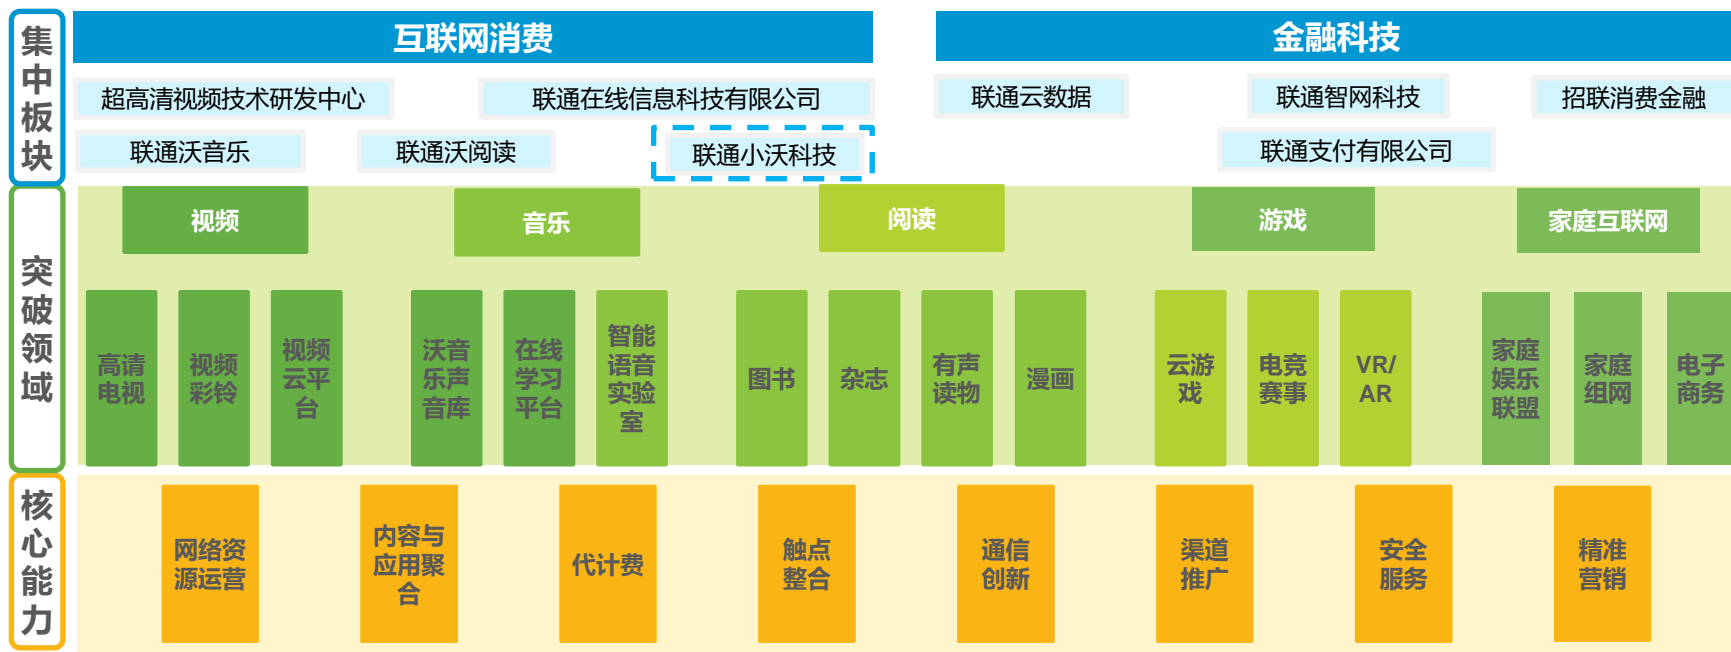 集
中
板
块
互联网消费
金融科技
超高清视频技术研发中心
联通在线信息科技有限公司
联通云数据
联通智网科技
招联消费金融
联通沃音乐
联通沃阅读
联通小沃科技
联通支付有限公司
突
破
领
域
视频
音乐
阅读
游戏
家庭互联网
高请
电视
视频
彩铃
视频
云平
台
沃音
乐声
音库
在线
学习
平台
智能
语音
实验
室
图书
杂志
有声
读物
漫画
云游
戏
电竞
赛事
VR/
AR
家庭
娱乐
联盟
家庭
组网
电子
商务
核
心
能
力
网络资
源运营
内容与
应用聚
合
代计费
触点
整合
通信
创新
渠道
推广
安全
服务
精准
营销